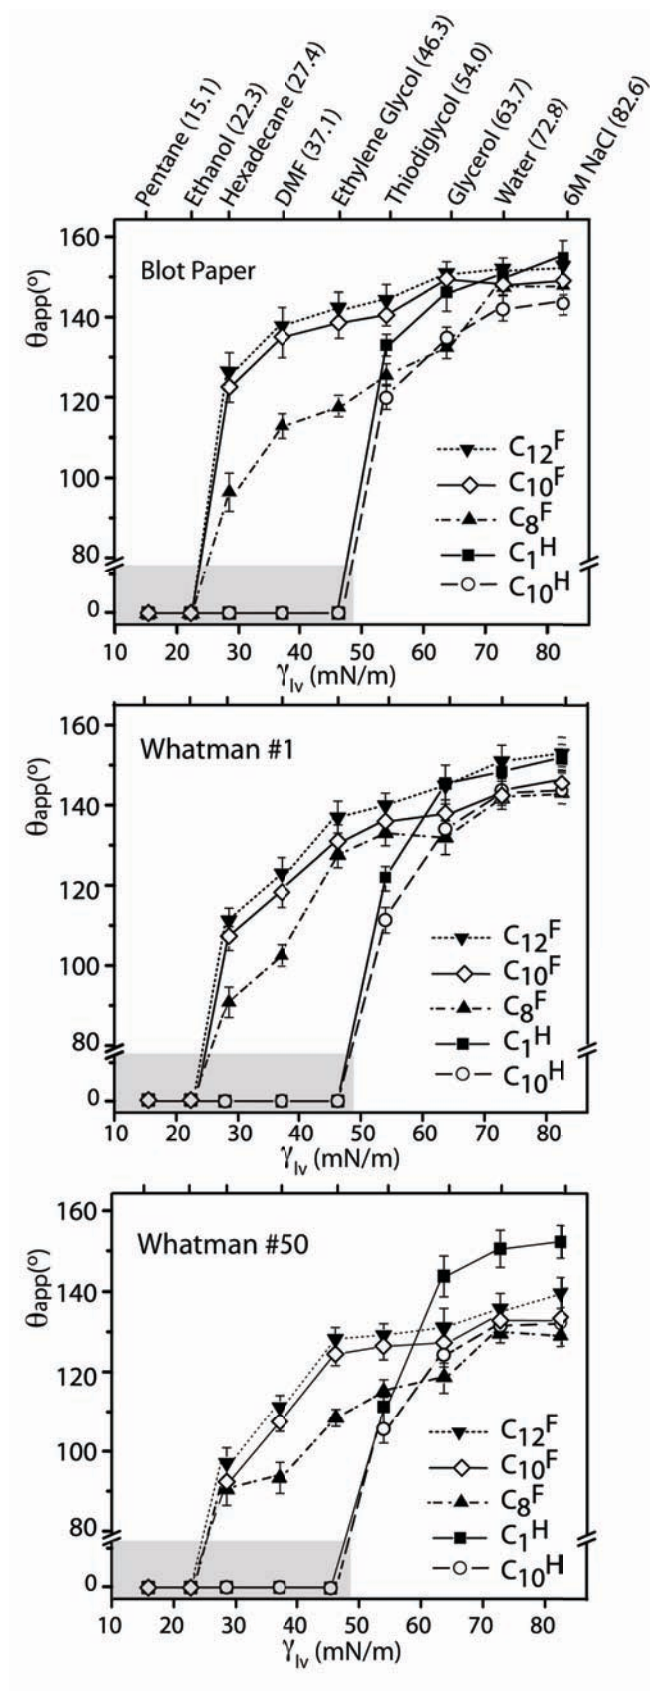 Pentane (15.1)
Ethanol (22.3)
Hexadecane (27.4)
DMF (37.1)
Ethylene Glycol (46.3)
Thiodiglycol (54.0)
Glycerol (63.7)
Water (72.8)
6M NaCl (82.6)
Blot Paper
θapp(º)
160
140
120
100
80
0
C12F
C10F
C8F
C1H
C10H
10 20 30 40 50 60 70 80
γlv (mN/m)
Whatman #1
θapp(º)
160
140
120
100
80
0
C12F
C10F
C8F
C1H
C10H
10 20 30 40 50 60 70 80
γlv (mN/m)
Whatman #50
θapp(º)
160
140
120
100
80
0
C12F
C10F
C8F
C1H
C10H
10 20 30 40 50 60 70 80
γlv (mN/m)